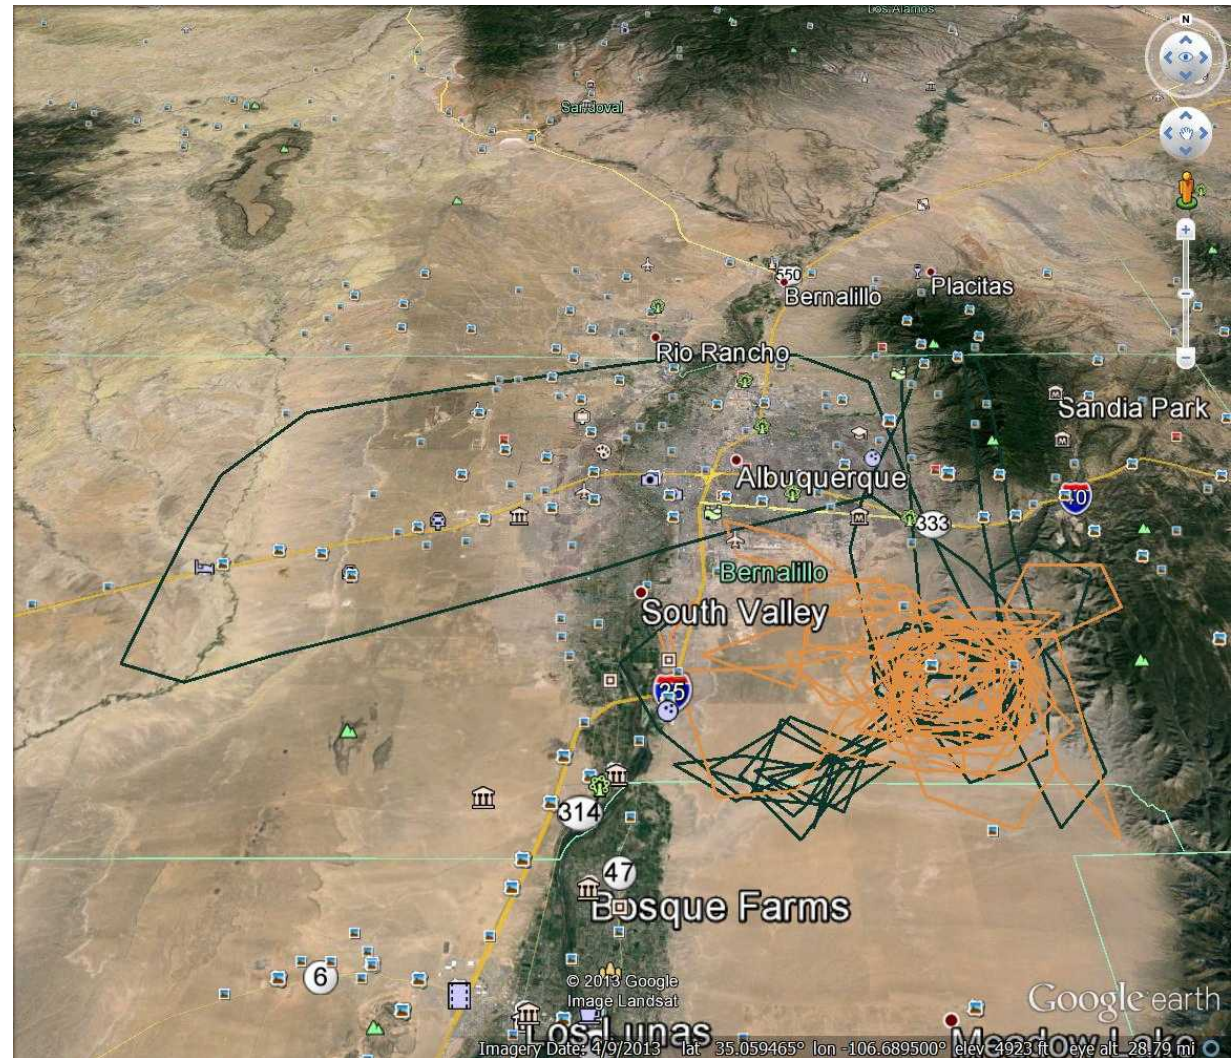 Los Alamos
N
Sandoval
550
Bernalillo
Placitas
Rio Rancho
Sandia Park
Albuquerque
40
333
Bernalillo
South Valley
25
314
47
Bosque Farms
6
© 2013 Google
Image Landsat
Google earth
Los Lunas
Meadow Lake
Imagery Date: 4/9/2013 lat 35.059465° lon -106.689500° elev 4923 ft eye alt 28.79 mi